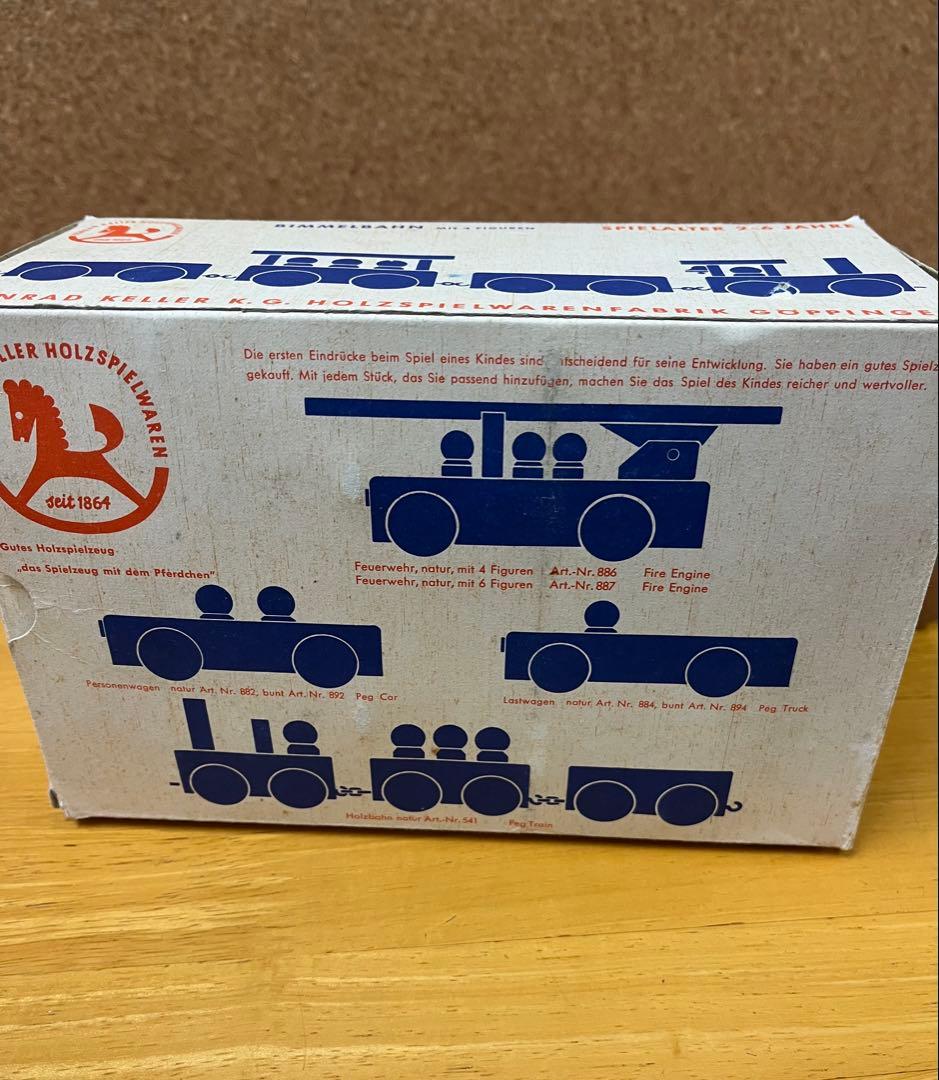 BIMMELBAHN MIT 4 FIGUREN SPIELALTER 2-6 JAHRE
NRAD KELLER K.G. HOLZSPIELWARENFABRIK GÖPPINGE
LLER HOLZSPIELWAREN
seit 1864
Gutes Holzspielzeug
„das Spielzeug mit dem Pferdchen"
Die ersten Eindrücke beim Spiel eines Kindes sind tscheidend für seine Entwicklung. Sie haben ein gutes Spielz
gekauft. Mit jedem Stück, das Sie passend hinzufügen, machen Sie das Spiel des Kindes reicher und wertvoller.
Feuerwehr, natur, mit 4 Figuren Art.-Nr. 886 Fire Engine
Feuerwehr, natur, mit 6 Figuren Art.-Nr. 887 Fire Engine
Personenwagen natur Art. Nr. 882, bunt Art. Nr. 892 Peg Car
Lastwagen natur, Art. Nr. 884, bunt Art. Nr. 894 Peg Truck
Holzbahn natur Art.-Nr. 541 Peg Train